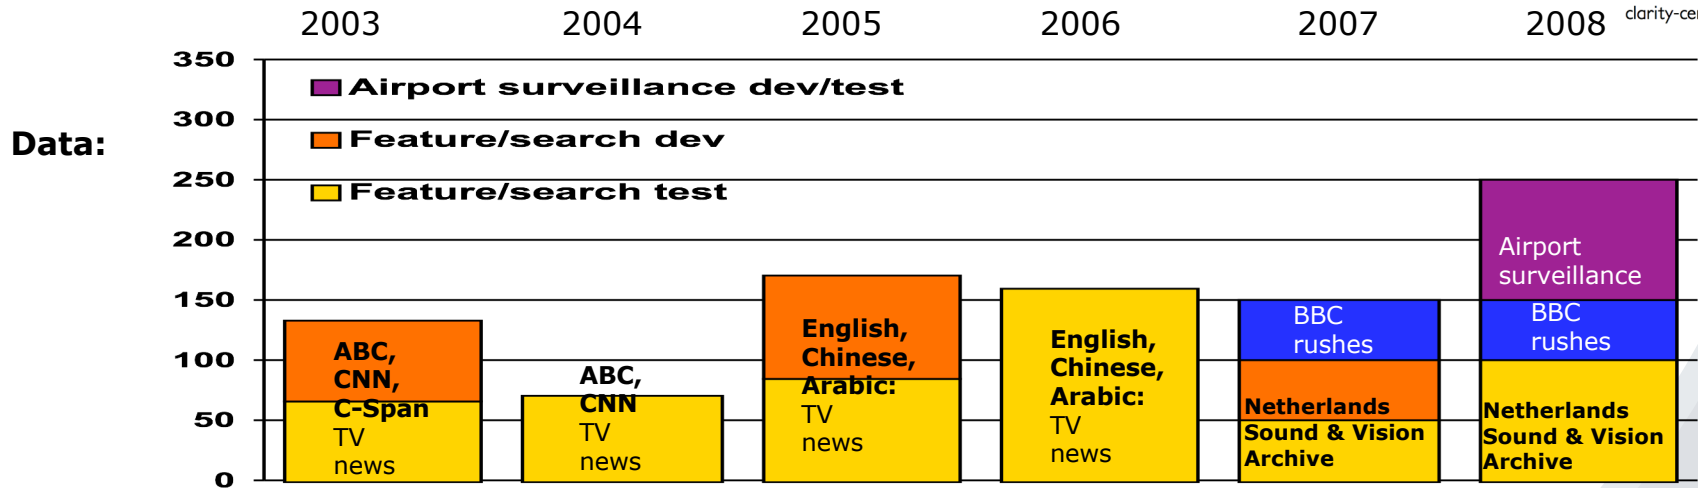 2003 2004 2005 2006 2007 2008 clarity-cer
350
Airport surveillance dev/test
300
Data:
Feature/search dev
250
Feature/search test
200
150
100
50
0
ABC,
CNN,
C-Span
TV
news
ABC,
CNN
TV
news
English,
Chinese,
Arabic:
TV
news
English,
Chinese,
Arabic:
TV
news
BBC
rushes
Netherlands
Sound & Vision
Archive
Airport
surveillance
BBC
rushes
Netherlands
Sound & Vision
Archive